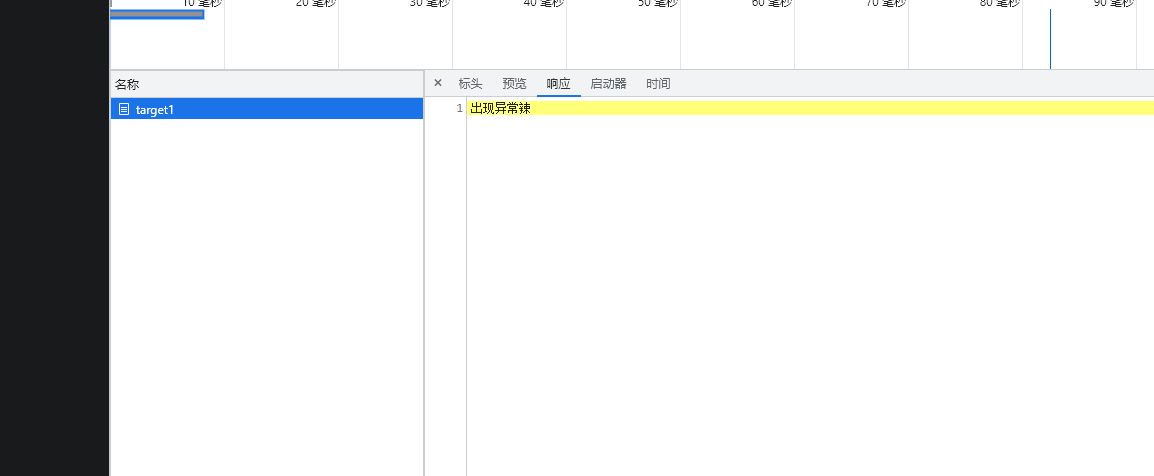 10 毫秒 20 毫秒 30 毫秒 40 毫秒 50 毫秒 60 毫秒 70 毫秒 80 毫秒 90 毫秒
名称
× 标头 预览 响应 启动器 时间
target1
1 出现异常辣